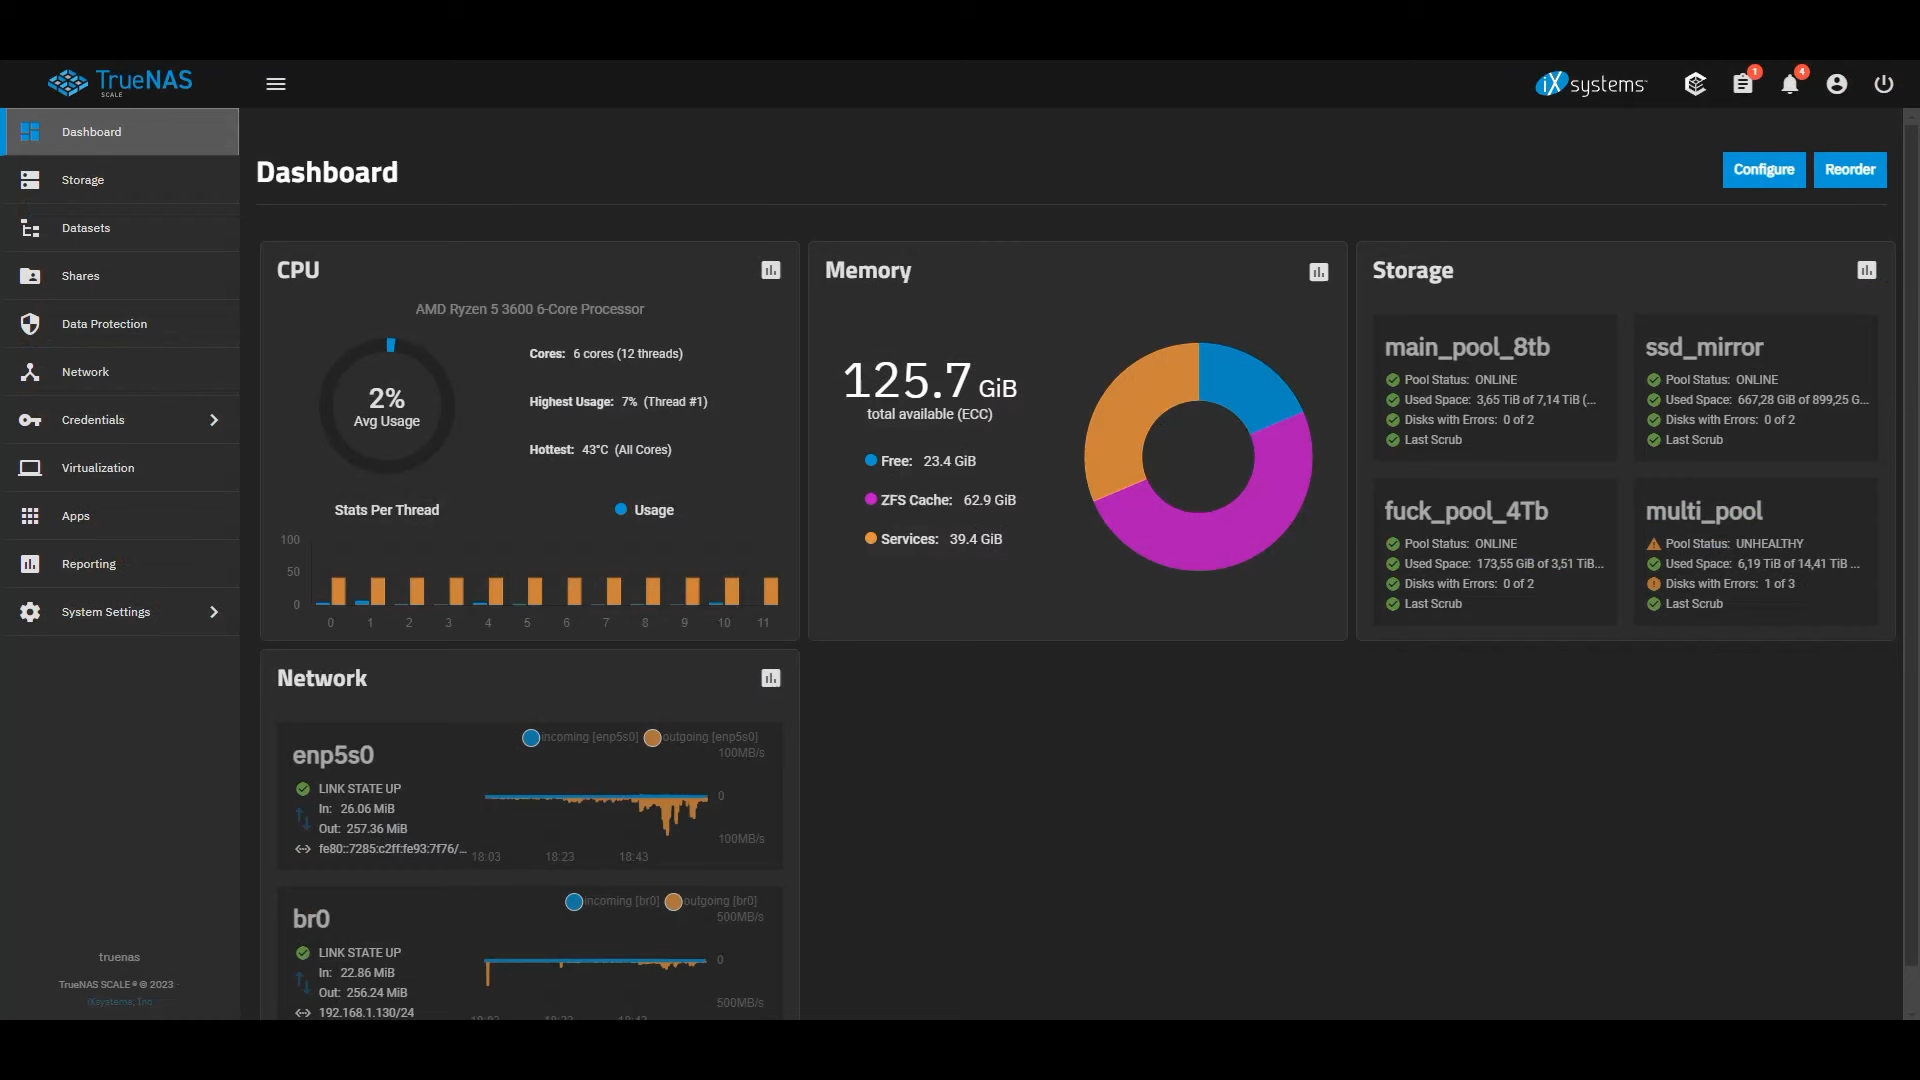 TrueNAS
SCALE
iXsystems
1
4
Dashboard
Storage
Datasets
Shares
Data Protection
Network
Credentials
Virtualization
Apps
Reporting
System Settings
truenas
TrueNAS SCALE ® © 2023
iXsystems, Inc
Dashboard
Configure
Reorder
CPU
AMD Ryzen 5 3600 6-Core Processor
2%
Avg Usage
Cores: 6 cores (12 threads)
Highest Usage: 7% (Thread #1)
Hottest: 43°C (All Cores)
Stats Per Thread
Usage
100
50
0
0 1 2 3 4 5 6 7 8 9 10 11
Memory
125.7 GiB
total available (ECC)
Free: 23.4 GiB
ZFS Cache: 62.9 GiB
Services: 39.4 GiB
Storage
main_pool_8tb
Pool Status: ONLINE
Used Space: 3,65 TiB of 7,14 TiB (...
Disks with Errors: 0 of 2
Last Scrub
ssd_mirror
Pool Status: ONLINE
Used Space: 667,28 GiB of 899,25 G...
Disks with Errors: 0 of 2
Last Scrub
fuck_pool_4Tb
Pool Status: ONLINE
Used Space: 173,55 GiB of 3,51 TiB...
Disks with Errors: 0 of 2
Last Scrub
multi_pool
Pool Status: UNHEALTHY
Used Space: 6,19 TiB of 14,41 TiB ...
Disks with Errors: 1 of 3
Last Scrub
Network
enp5s0
LINK STATE UP
In: 26.06 MiB
Out: 257.36 MiB
fe80::7285:c2ff:fe93:7f76/...
incoming [enp5s0] outgoing [enp5s0]
100MB/s
0
100MB/s
18:03 18:23 18:43
br0
LINK STATE UP
In: 22.86 MiB
Out: 256.24 MiB
192.168.1.130/24
incoming [br0] outgoing [br0]
500MB/s
0
500MB/s